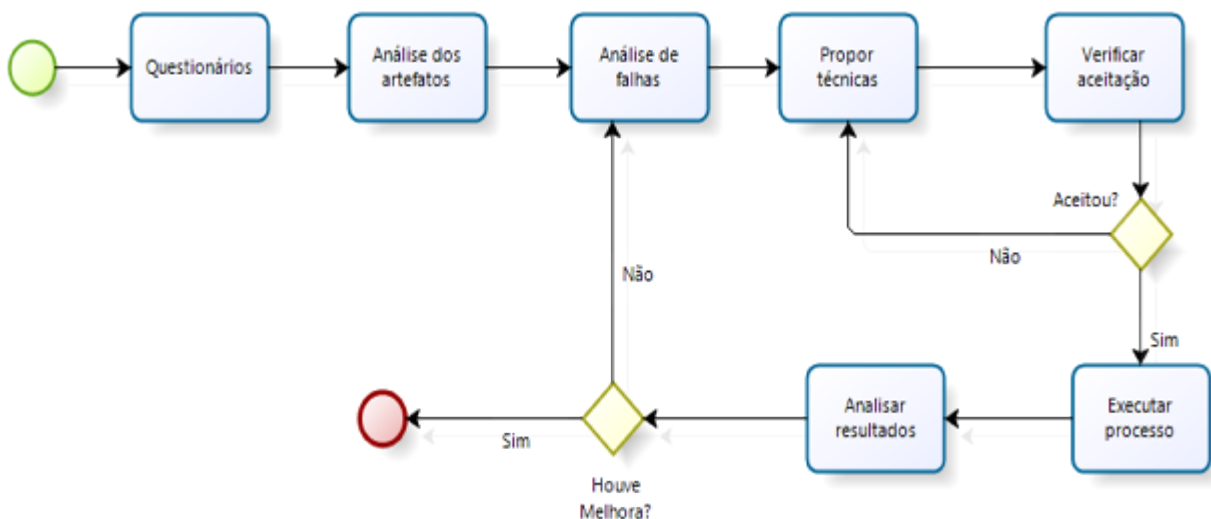 Questionários
Análise dos
artefatos
Análise de
falhas
Propor
técnicas
Verificar
aceitação
Aceitou?
Não
Sim
Executar
processo
Analisar
resultados
Houve
Melhora?
Não
Sim